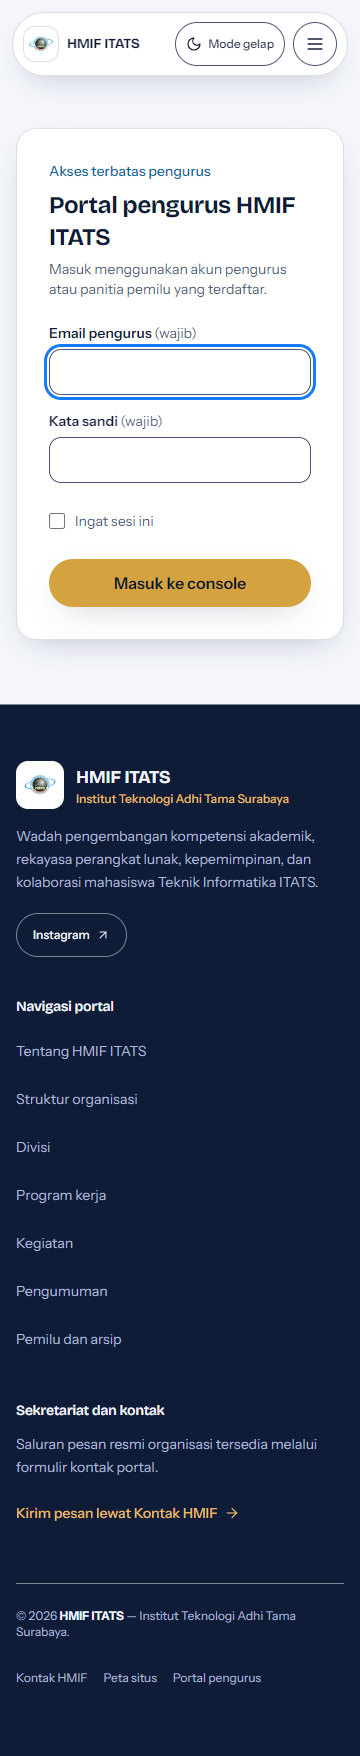 HMIF ITATS
Mode gelap
Akses terbatas pengurus
Portal pengurus HMIF
ITATS
Masuk menggunakan akun pengurus
atau panitia pemilu yang terdaftar.
Email pengurus (wajib)
Kata sandi (wajib)
Ingat sesi ini
Masuk ke console
HMIF ITATS
Institut Teknologi Adhi Tama Surabaya
Wadah pengembangan kompetensi akademik,
rekayasa perangkat lunak, kepemimpinan, dan
kolaborasi mahasiswa Teknik Informatika ITATS.
Instagram
Navigasi portal
Tentang HMIF ITATS
Struktur organisasi
Divisi
Program kerja
Kegiatan
Pengumuman
Pemilu dan arsip
Sekretariat dan kontak
Saluran pesan resmi organisasi tersedia melalui
formulir kontak portal.
Kirim pesan lewat Kontak HMIF
© 2026 HMIF ITATS — Institut Teknologi Adhi Tama
Surabaya.
Kontak HMIF Peta situs Portal pengurus